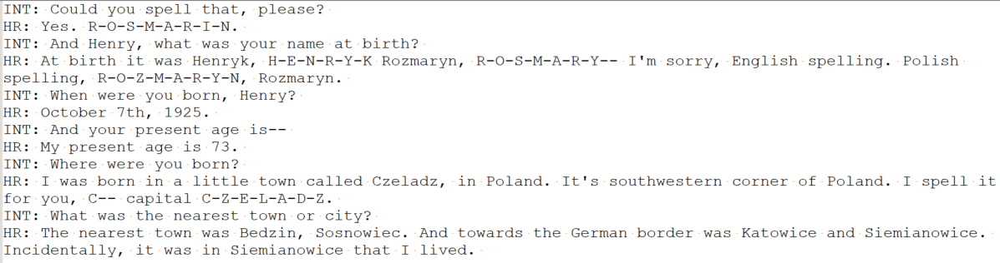 INT: Could you spell that, please?
HR: Yes. R-O-S-M-A-R-I-N.
INT: And Henry, what was your name at birth?
HR: At birth it was Henryk, H-E-N-R-Y-K Rozmaryn, R-O-S-M-A-R-Y-- I'm sorry, English spelling. Polish
spelling, R-O-Z-M-A-R-Y-N, Rozmaryn.
INT: When were you born, Henry?
HR: October 7th, 1925.
INT: And your present age is--
HR: My present age is 73.
INT: Where were you born?
HR: I was born in a little town called Czeladz, in Poland. It's southwestern corner of Poland. I spell it
for you, C-- capital C-Z-E-L-A-D-Z.
INT: What was the nearest town or city?
HR: The nearest town was Bedzin, Sosnowiec. And towards the German border was Katowice and Siemianowice.
Incidentally, it was in Siemianowice that I lived.